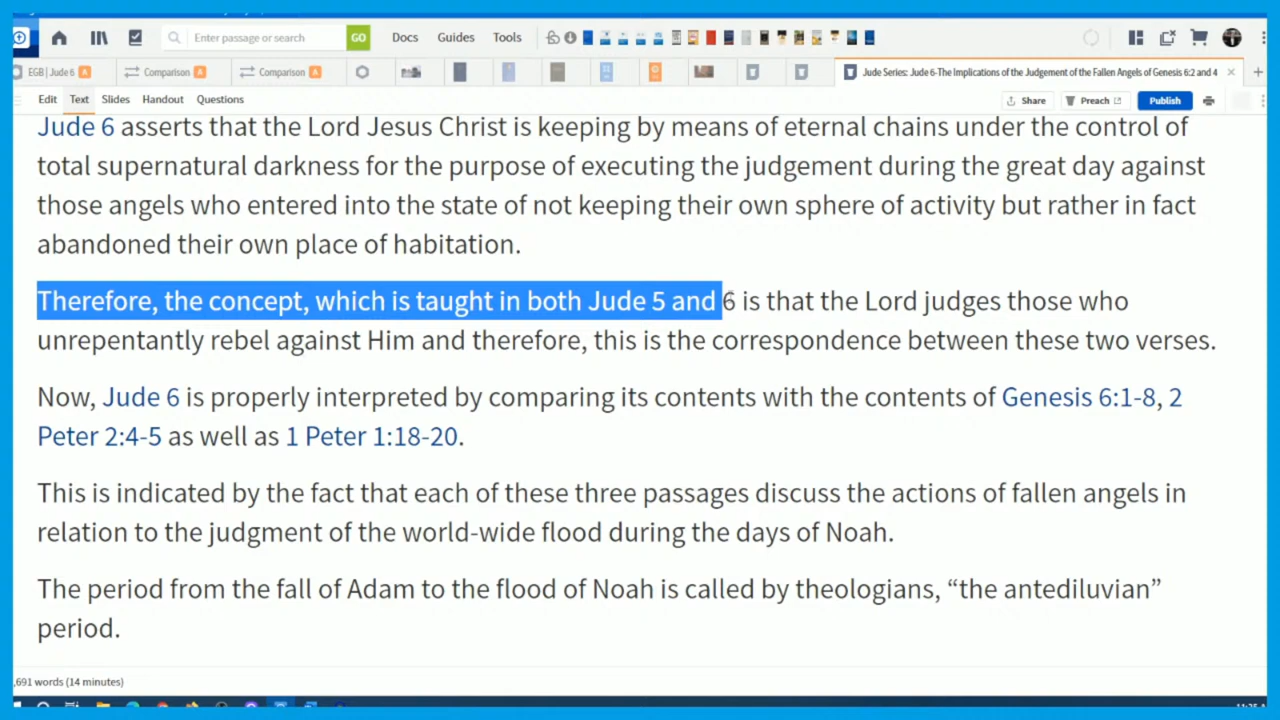 Enter passage or search
GO
Docs
Guides
Tools
EGB | Jude 6 A
Comparison A
Comparison A
Jude Series: Jude 6-The Implications of the Judgement of the Fallen Angels of Genesis 6:2 and 4
Edit
Text
Slides
Handout
Questions
Share
Preach
Publish
Jude 6 asserts that the Lord Jesus Christ is keeping by means of eternal chains under the control of
total supernatural darkness for the purpose of executing the judgement during the great day against
those angels who entered into the state of not keeping their own sphere of activity but rather in fact
abandoned their own place of habitation.
Therefore, the concept, which is taught in both Jude 5 and 6 is that the Lord judges those who
unrepentantly rebel against Him and therefore, this is the correspondence between these two verses.
Now, Jude 6 is properly interpreted by comparing its contents with the contents of Genesis 6:1-8, 2
Peter 2:4-5 as well as 1 Peter 1:18-20.
This is indicated by the fact that each of these three passages discuss the actions of fallen angels in
relation to the judgment of the world-wide flood during the days of Noah.
The period from the fall of Adam to the flood of Noah is called by theologians, “the antediluvian”
period.
,691 words (14 minutes)